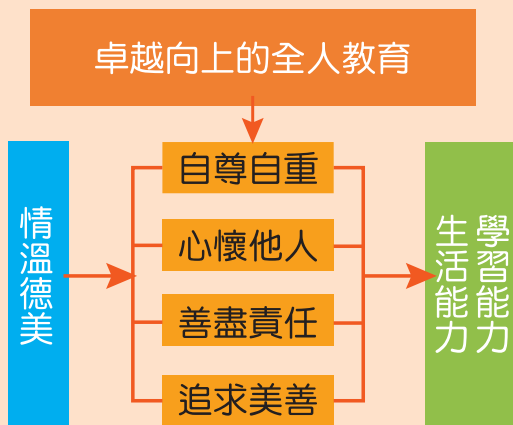 卓越向上的全人教育
情溫德美
自尊自重
心懷他人
善盡責任
追求美善
學習能力
生活能力